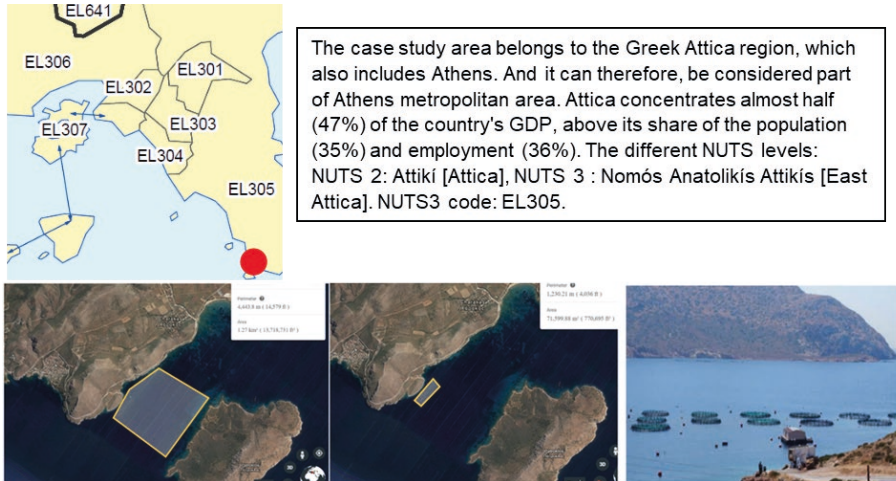 EL641
EL306
EL301
EL302
EL307
EL303
EL304
EL305
The case study area belongs to the Greek Attica region, which
also includes Athens. And it can therefore, be considered part
of Athens metropolitan area. Attica concentrates almost half
(47%) of the country's GDP, above its share of the population
(35%) and employment (36%). The different NUTS levels:
NUTS 2: Attikí [Attica], NUTS 3 : Nomós Anatolikís Attikís [East
Attica]. NUTS3 code: EL305.
Perimeter
Area
Perimeter
Area